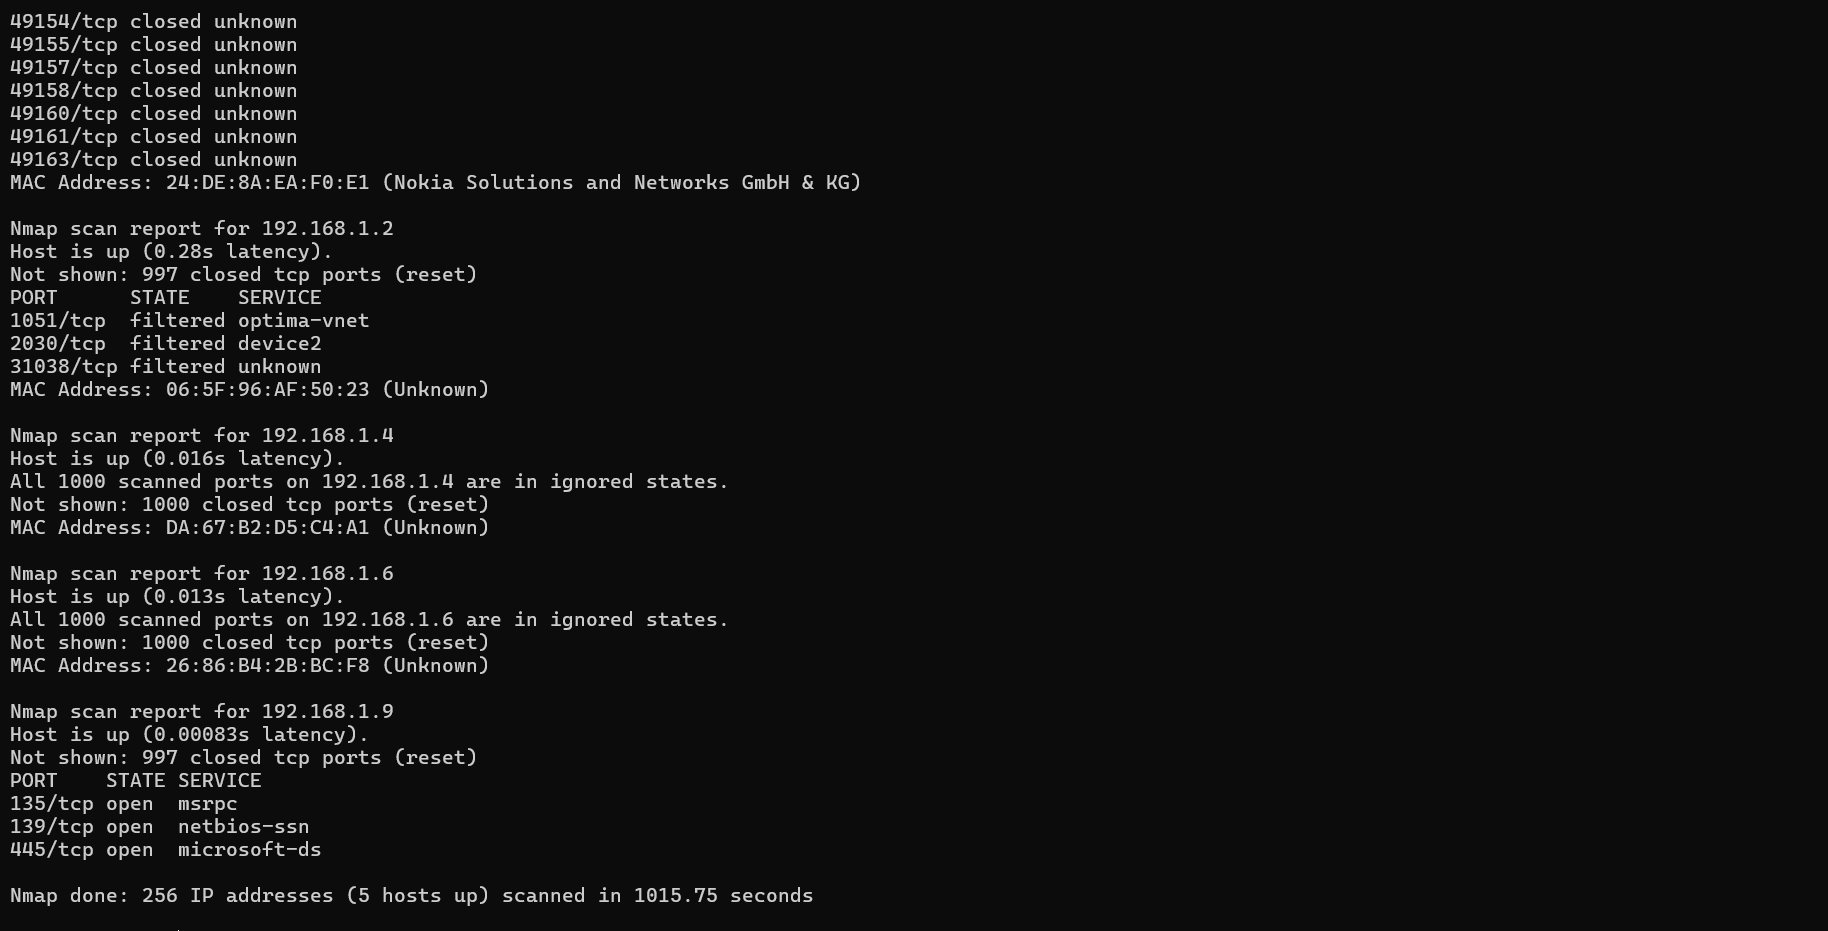 49154/tcp closed unknown
49155/tcp closed unknown
49157/tcp closed unknown
49158/tcp closed unknown
49160/tcp closed unknown
49161/tcp closed unknown
49163/tcp closed unknown
MAC Address: 24:DE:8A:EA:F0:E1 (Nokia Solutions and Networks GmbH & KG)
Nmap scan report for 192.168.1.2
Host is up (0.28s latency).
Not shown: 997 closed tcp ports (reset)
PORT      STATE    SERVICE
1051/tcp  filtered optima-vnet
2030/tcp  filtered device2
31038/tcp filtered unknown
MAC Address: 06:5F:96:AF:50:23 (Unknown)
Nmap scan report for 192.168.1.4
Host is up (0.016s latency).
All 1000 scanned ports on 192.168.1.4 are in ignored states.
Not shown: 1000 closed tcp ports (reset)
MAC Address: DA:67:B2:D5:C4:A1 (Unknown)
Nmap scan report for 192.168.1.6
Host is up (0.013s latency).
All 1000 scanned ports on 192.168.1.6 are in ignored states.
Not shown: 1000 closed tcp ports (reset)
MAC Address: 26:86:B4:2B:BC:F8 (Unknown)
Nmap scan report for 192.168.1.9
Host is up (0.00083s latency).
Not shown: 997 closed tcp ports (reset)
PORT    STATE SERVICE
135/tcp open  msrpc
139/tcp open  netbios-ssn
445/tcp open  microsoft-ds
Nmap done: 256 IP addresses (5 hosts up) scanned in 1015.75 seconds